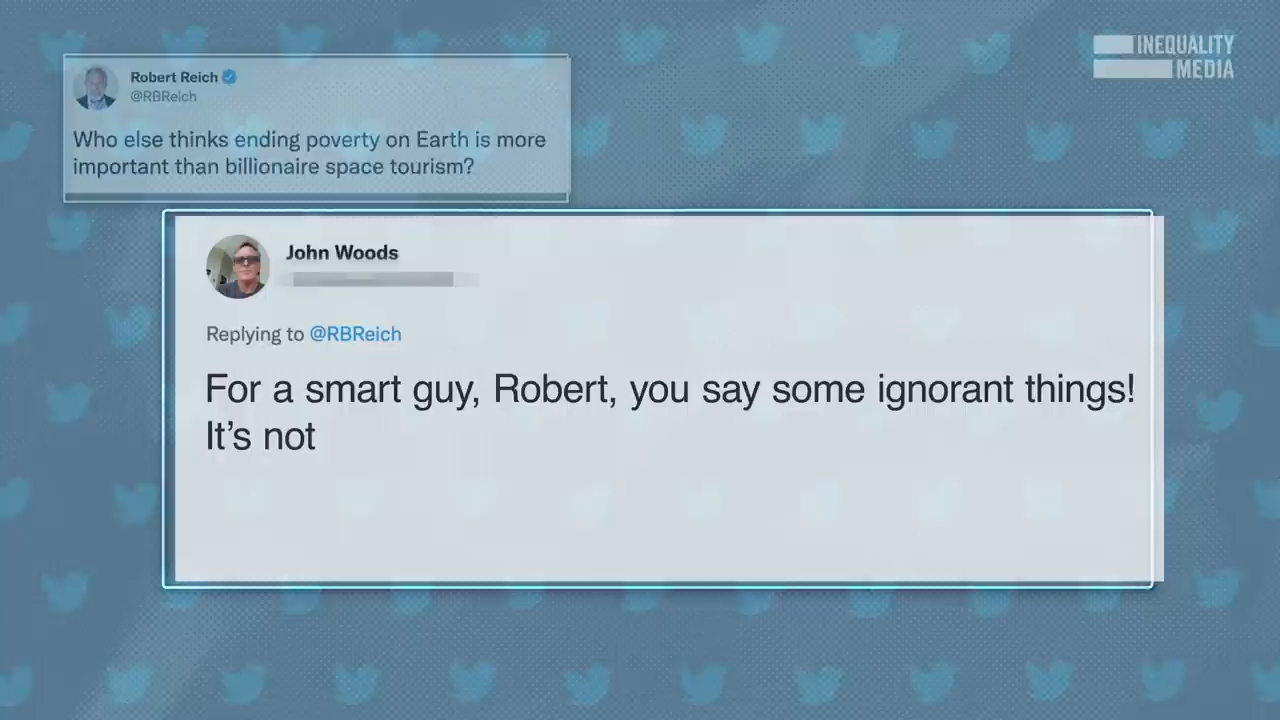 INEQUALITY
MEDIA
Robert Reich
@RBReich
Who else thinks ending poverty on Earth is more
important than billionaire space tourism?
John Woods
Replying to @RBReich
For a smart guy, Robert, you say some ignorant things!
It's not